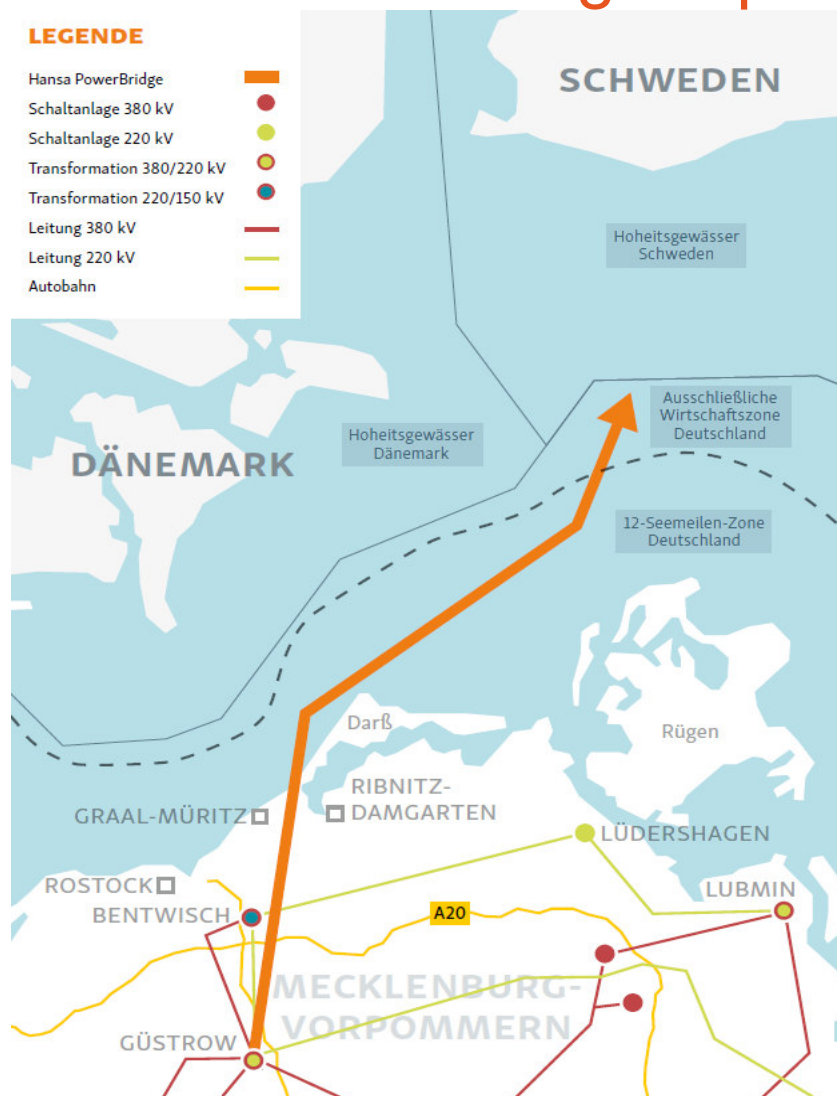 LEGENDE
Hansa PowerBridge
Schaltanlage 380 kV
Schaltanlage 220 kV
Transformation 380/220 kV
Transformation 220/150 kV
Leitung 380 kV
Leitung 220 kV
Autobahn
SCHWEDEN
Hoheitsgewässer
Schweden
Ausschließliche
Wirtschaftszone
Deutschland
Hoheitsgewässer
Dänemark
DÄNEMARK
12-Seemeilen-Zone
Deutschland
Darß
Rügen
RIBNITZ-
DAMGARTEN
GRAAL-MÜRITZ
LÜDERSHAGEN
ROSTOCK
LUBMIN
BENTWISCH
A20
MECKLENBURG-
VORPOMMERN
GÜSTROW